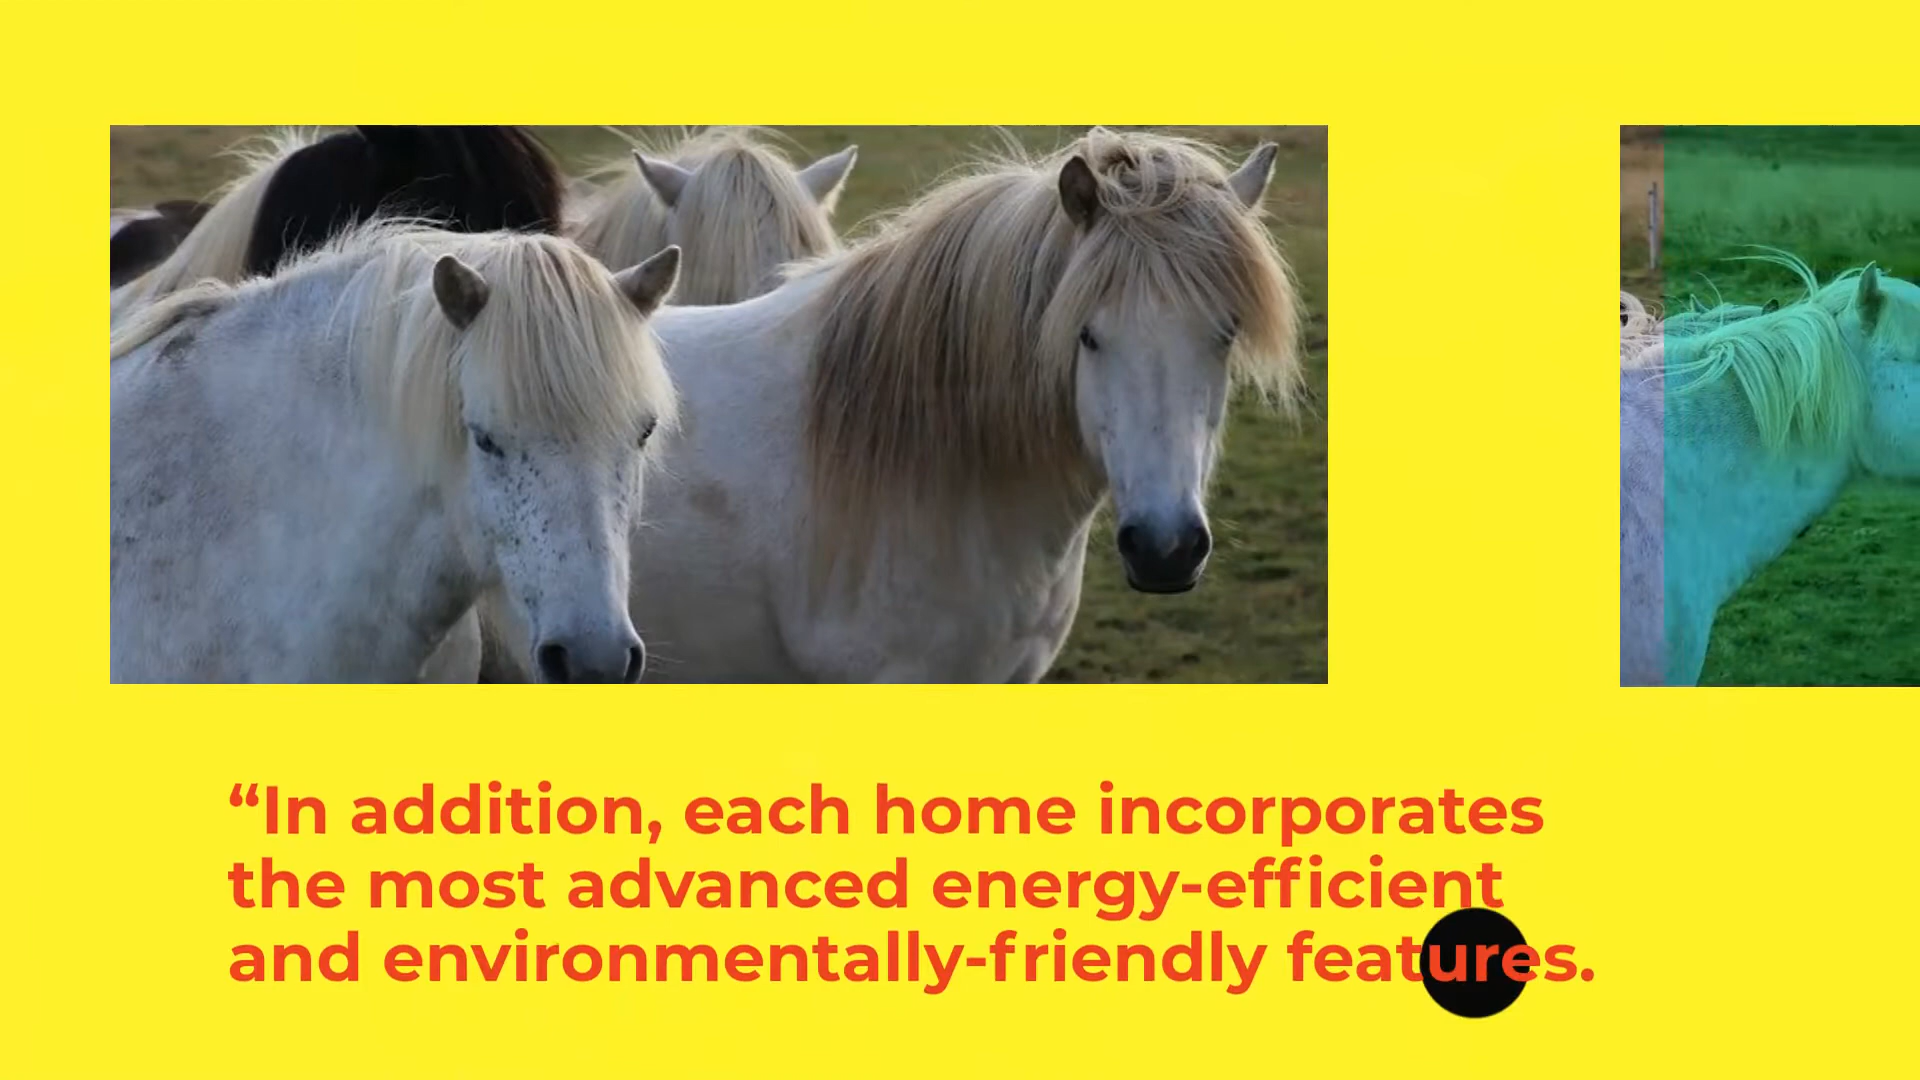 “In addition, each home incorporates
the most advanced energy-efficient
and environmentally-friendly features.